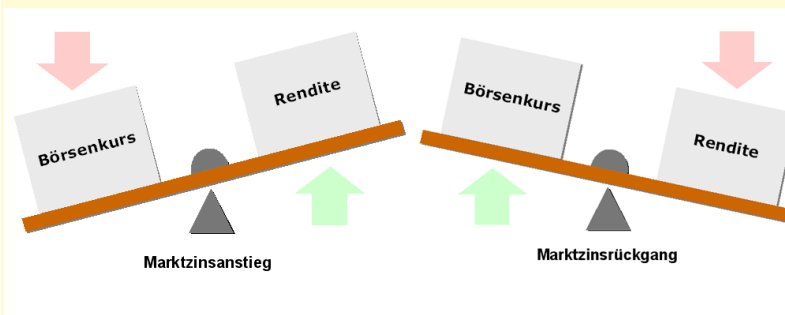 Börsenkurs
Rendite
Marktzinsanstieg
Börsenkurs
Rendite
Marktzinsrückgang